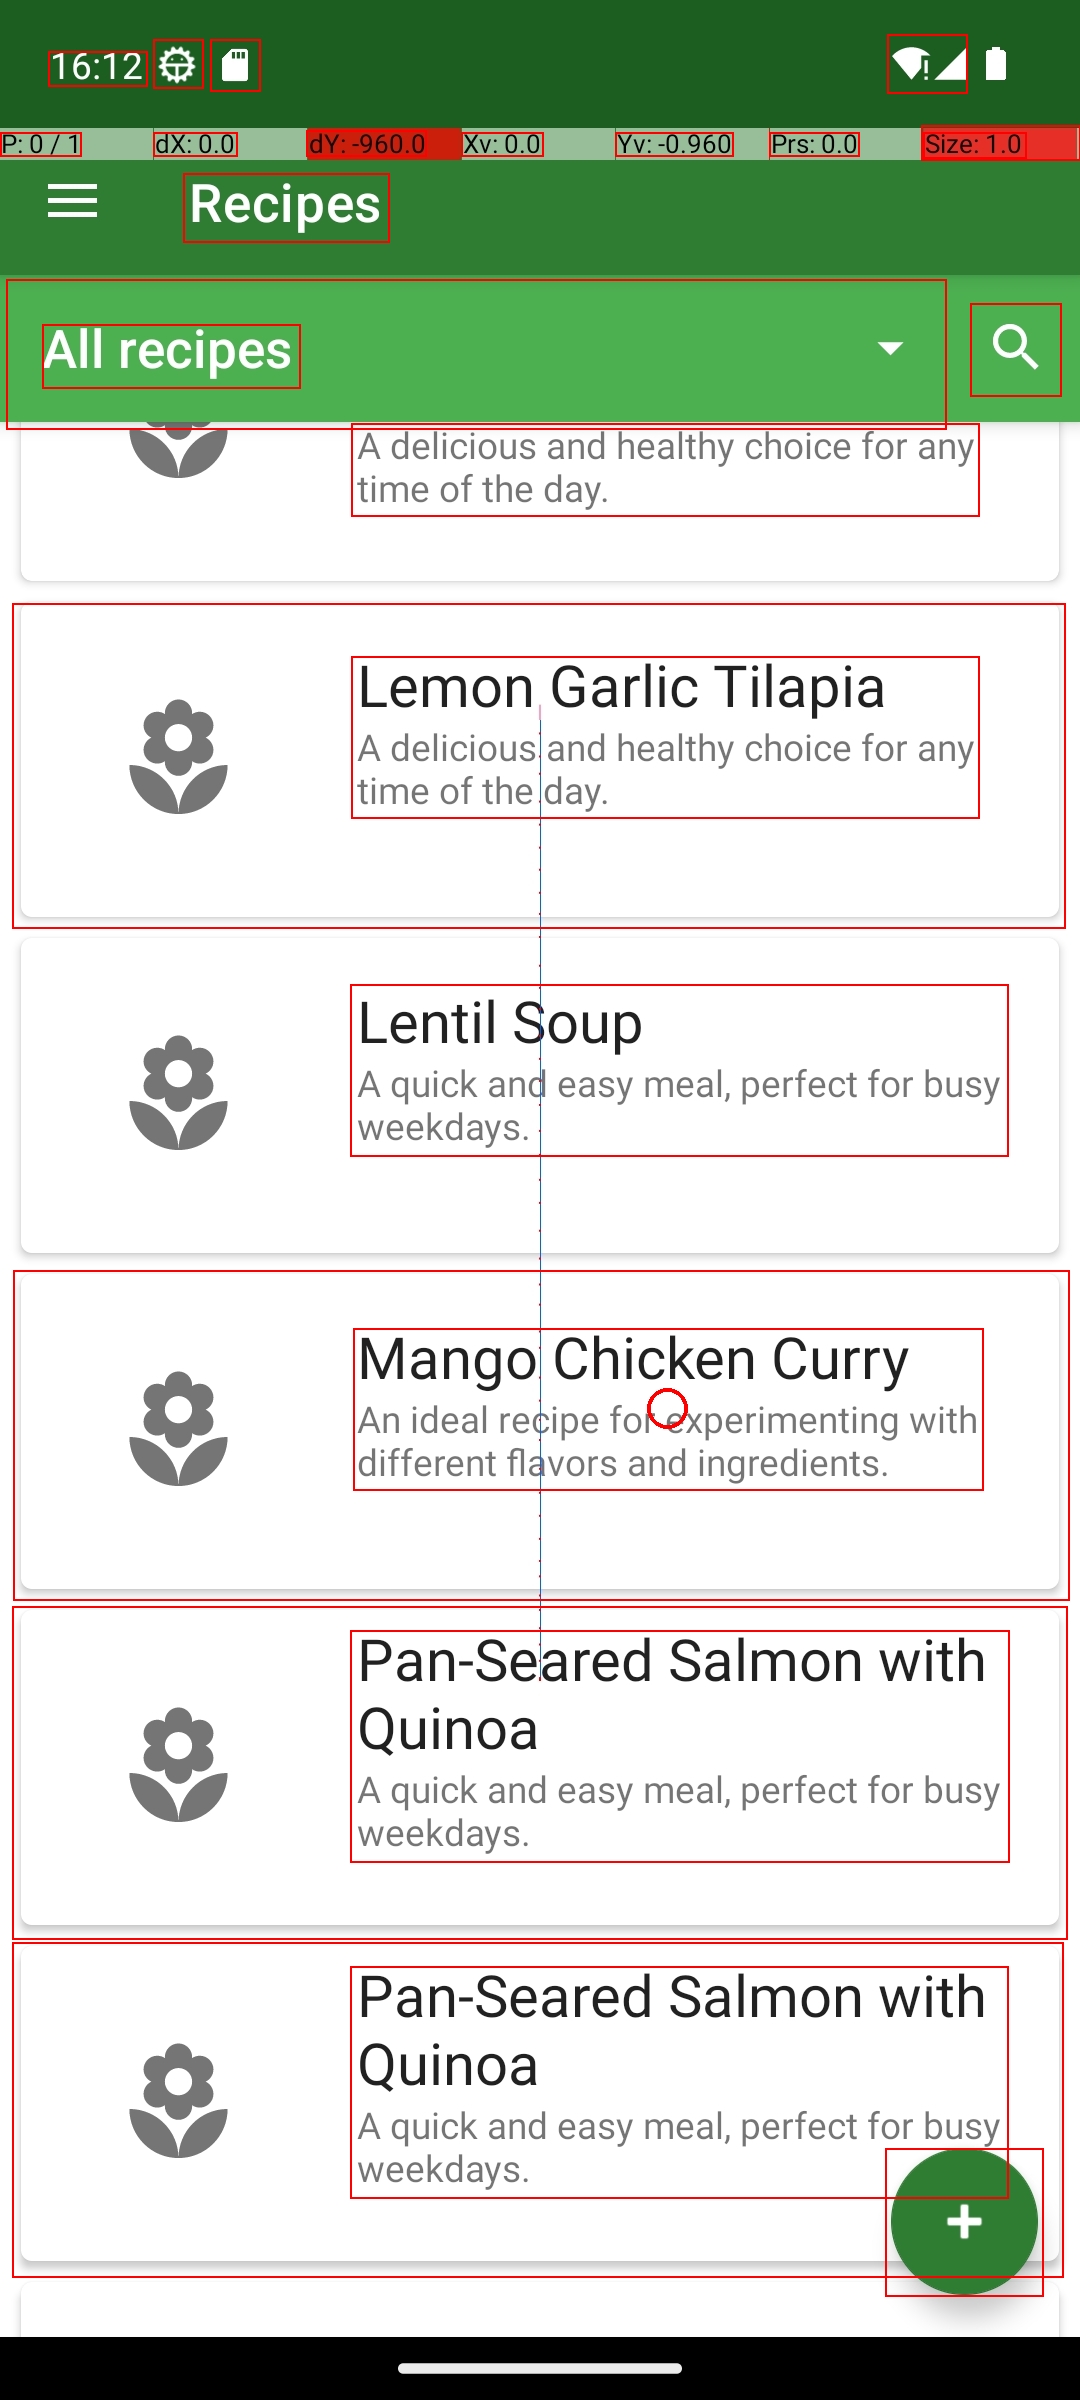 16:12
P: 0 / 1 dX: 0.0 dY: -960.0 Xv: 0.0 Yv: -0.960 Prs: 0.0 Size: 1.0
Recipes
All recipes
A delicious and healthy choice for any
time of the day.
Lemon Garlic Tilapia
A delicious and healthy choice for any
time of the day.
Lentil Soup
A quick and easy meal, perfect for busy
weekdays.
Mango Chicken Curry
An ideal recipe for experimenting with
different flavors and ingredients.
Pan-Seared Salmon with
Quinoa
A quick and easy meal, perfect for busy
weekdays.
Pan-Seared Salmon with
Quinoa
A quick and easy meal, perfect for busy
weekdays.